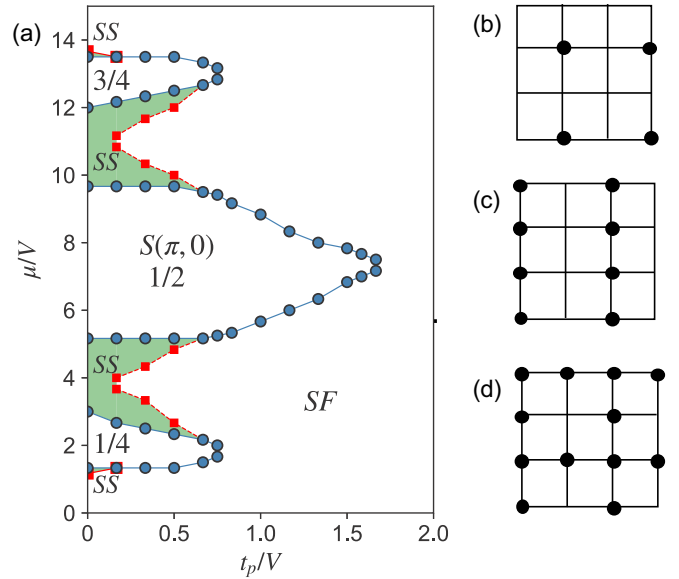 (a)
14
12
10
8
6
4
2
0
μ/V
SS
3/4
SS
S(π, 0)
1/2
SS
SF
1/4
SS
0 0.5 1.0 1.5 2.0
t_p/V
(b)
(c)
(d)